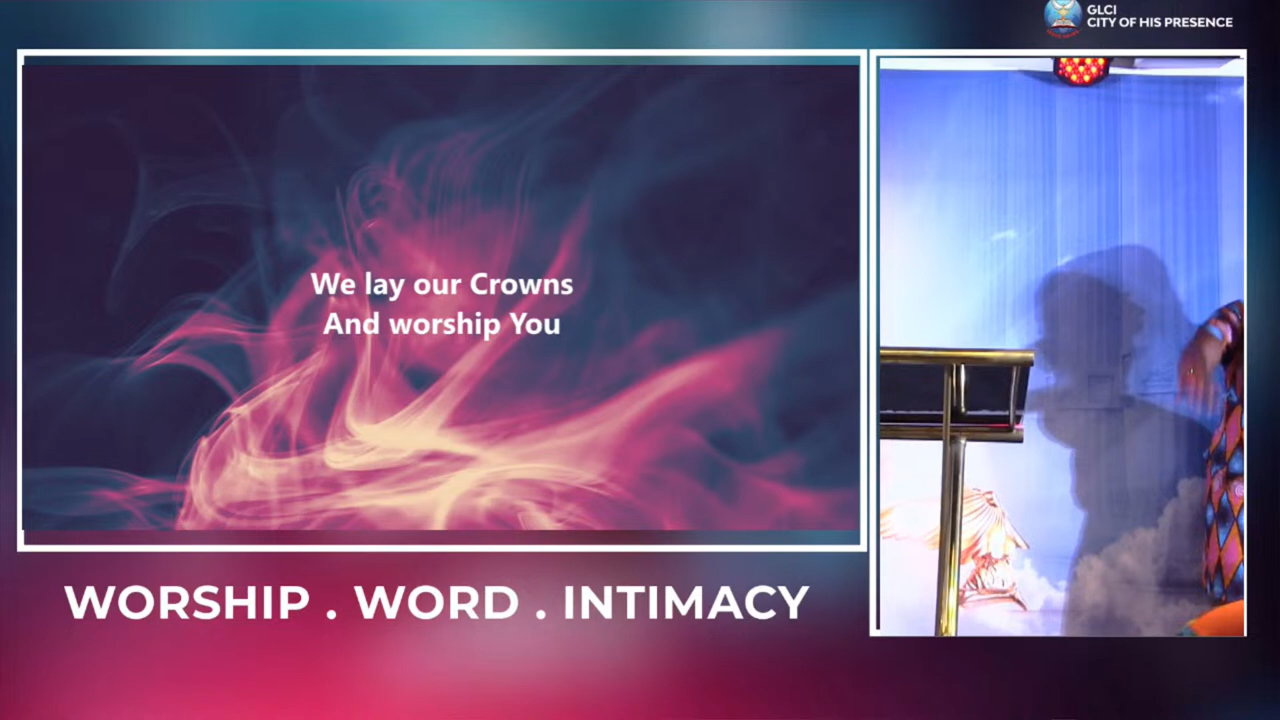 GLCI
CITY OF HIS PRESENCE
We lay our Crowns
And worship You
WORSHIP . WORD . INTIMACY